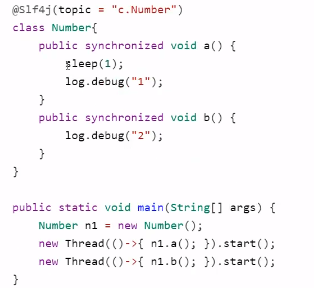 @Slf4j(topic = "c.Number")
class Number{
    public synchronized void a() {
        sleep(1);
        log.debug("1");
    }
    public synchronized void b() {
        log.debug("2");
    }
}

public static void main(String[] args) {
    Number n1 = new Number();
    new Thread(()->{ n1.a(); }).start();
    new Thread(()->{ n1.b(); }).start();
}